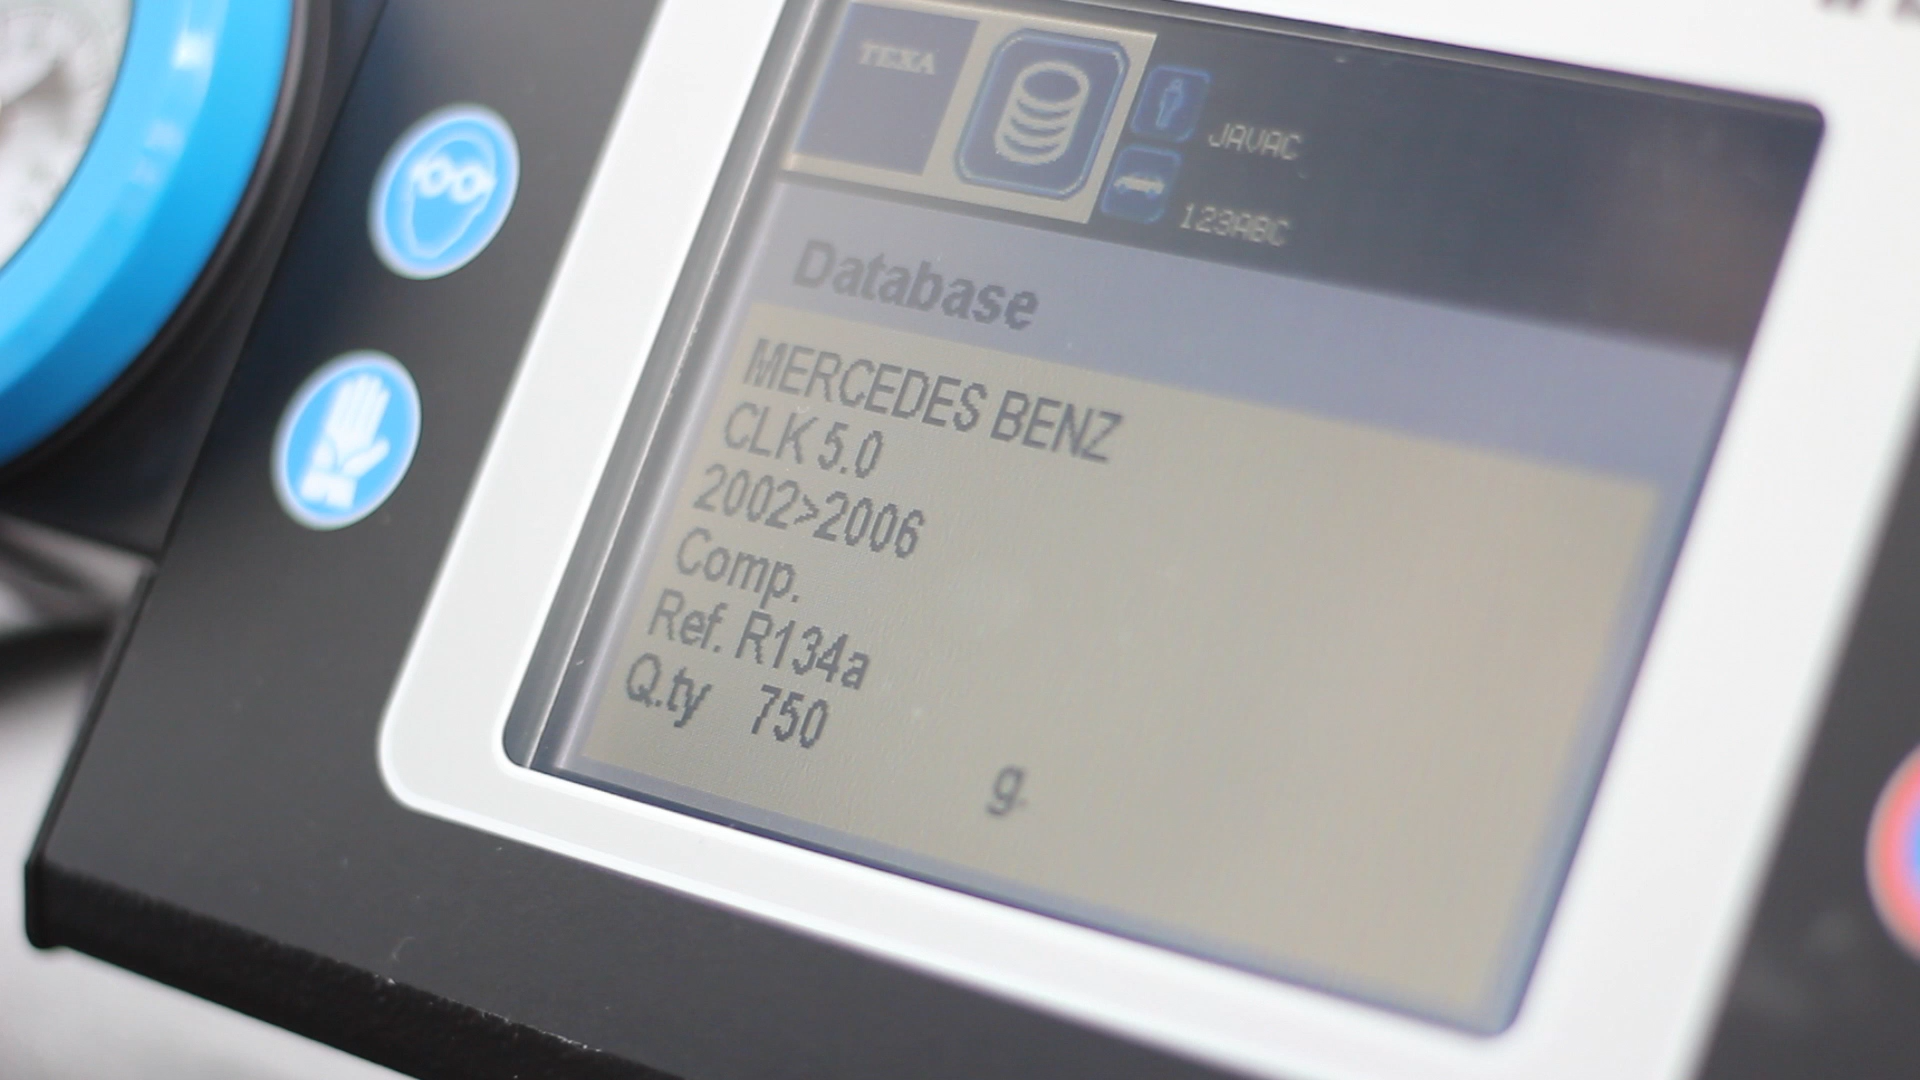 TEXA
JAVAC
123ABC
Database
MERCEDES BENZ
CLK 5.0
2002>2006
Comp.
Ref. R134a
Q.ty 750
g.